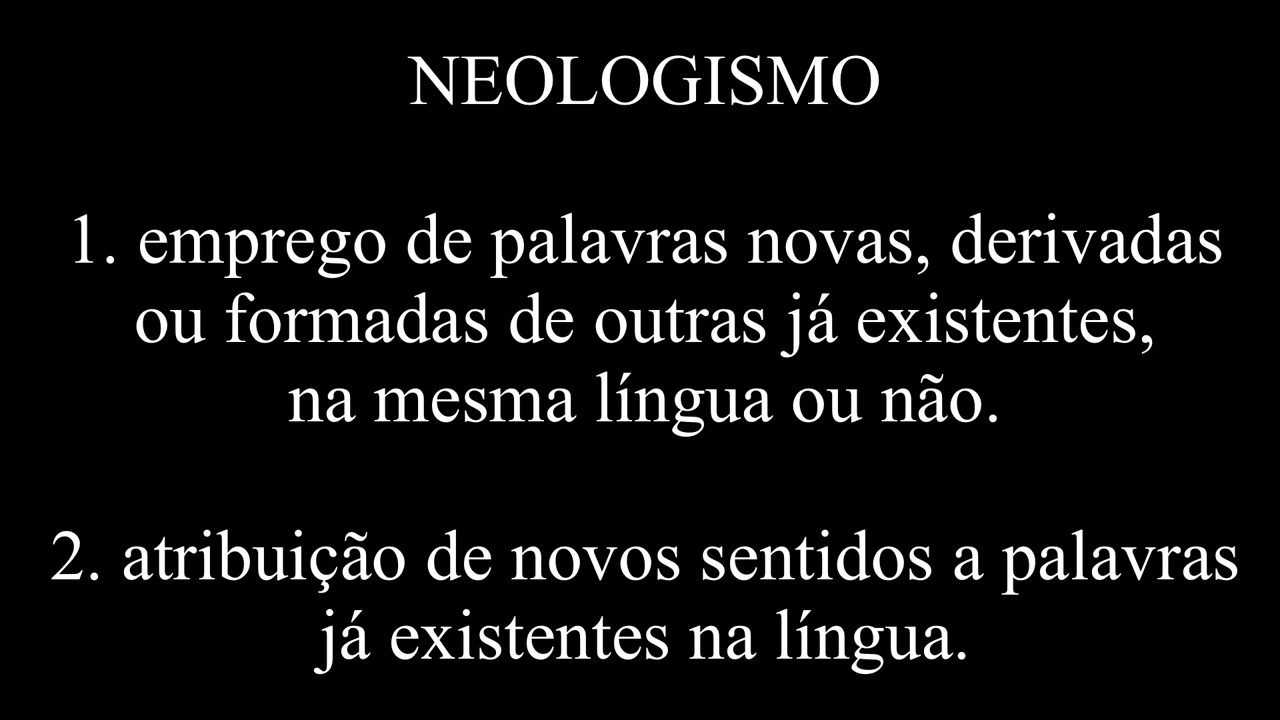 NEOLOGISMO
1. emprego de palavras novas, derivadas
ou formadas de outras já existentes,
na mesma língua ou não.
2. atribuição de novos sentidos a palavras
já existentes na língua.